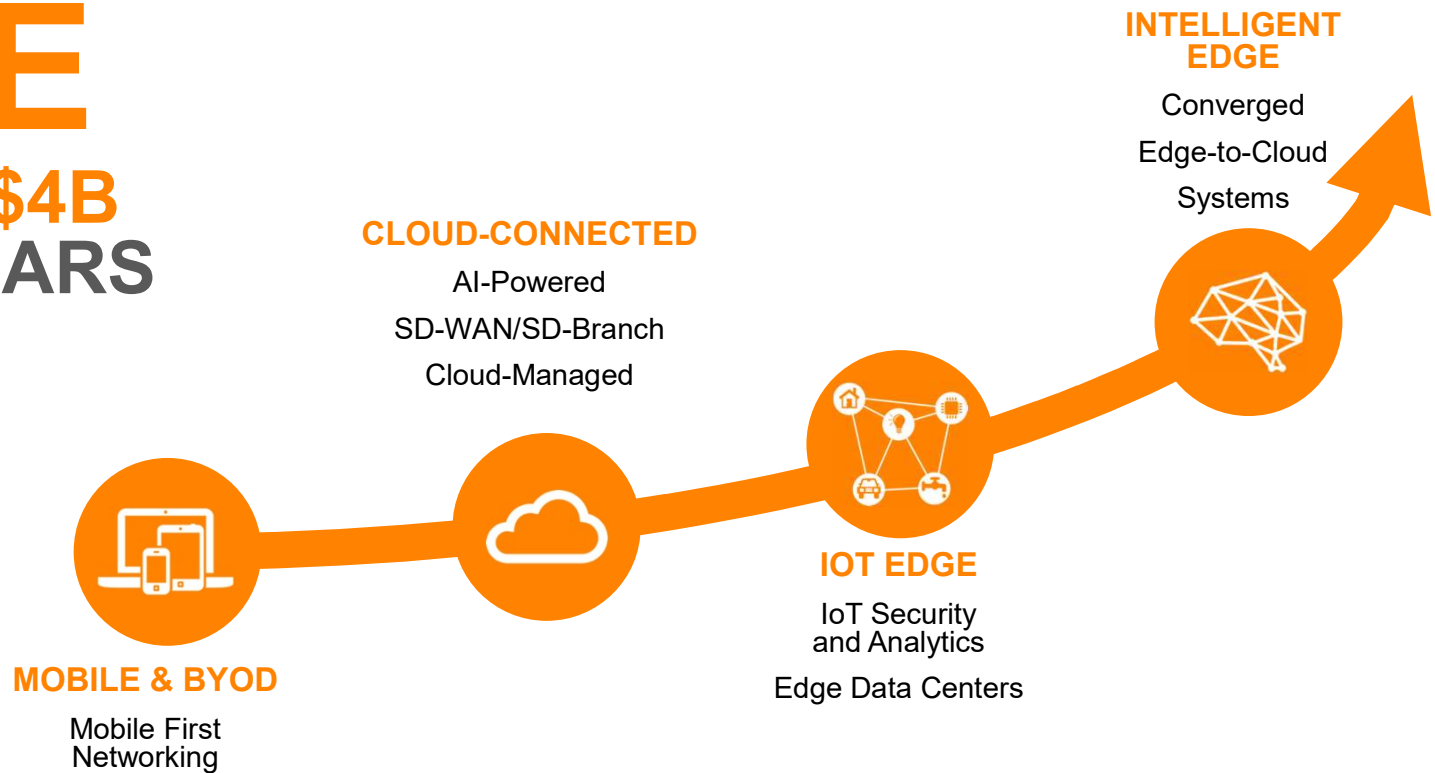 E
$4B
ARS
INTELLIGENT
EDGE
Converged
Edge-to-Cloud
Systems
CLOUD-CONNECTED
AI-Powered
SD-WAN/SD-Branch
Cloud-Managed
IOT EDGE
IoT Security
and Analytics
Edge Data Centers
MOBILE & BYOD
Mobile First
Networking